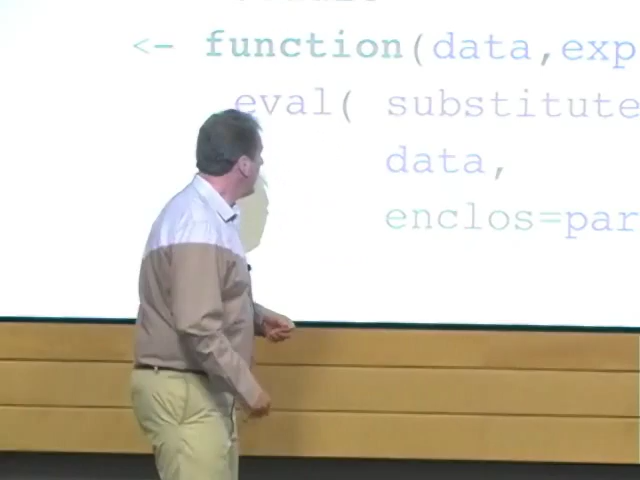 <- function(data,exp
eval( substitute
data,
enclos=par